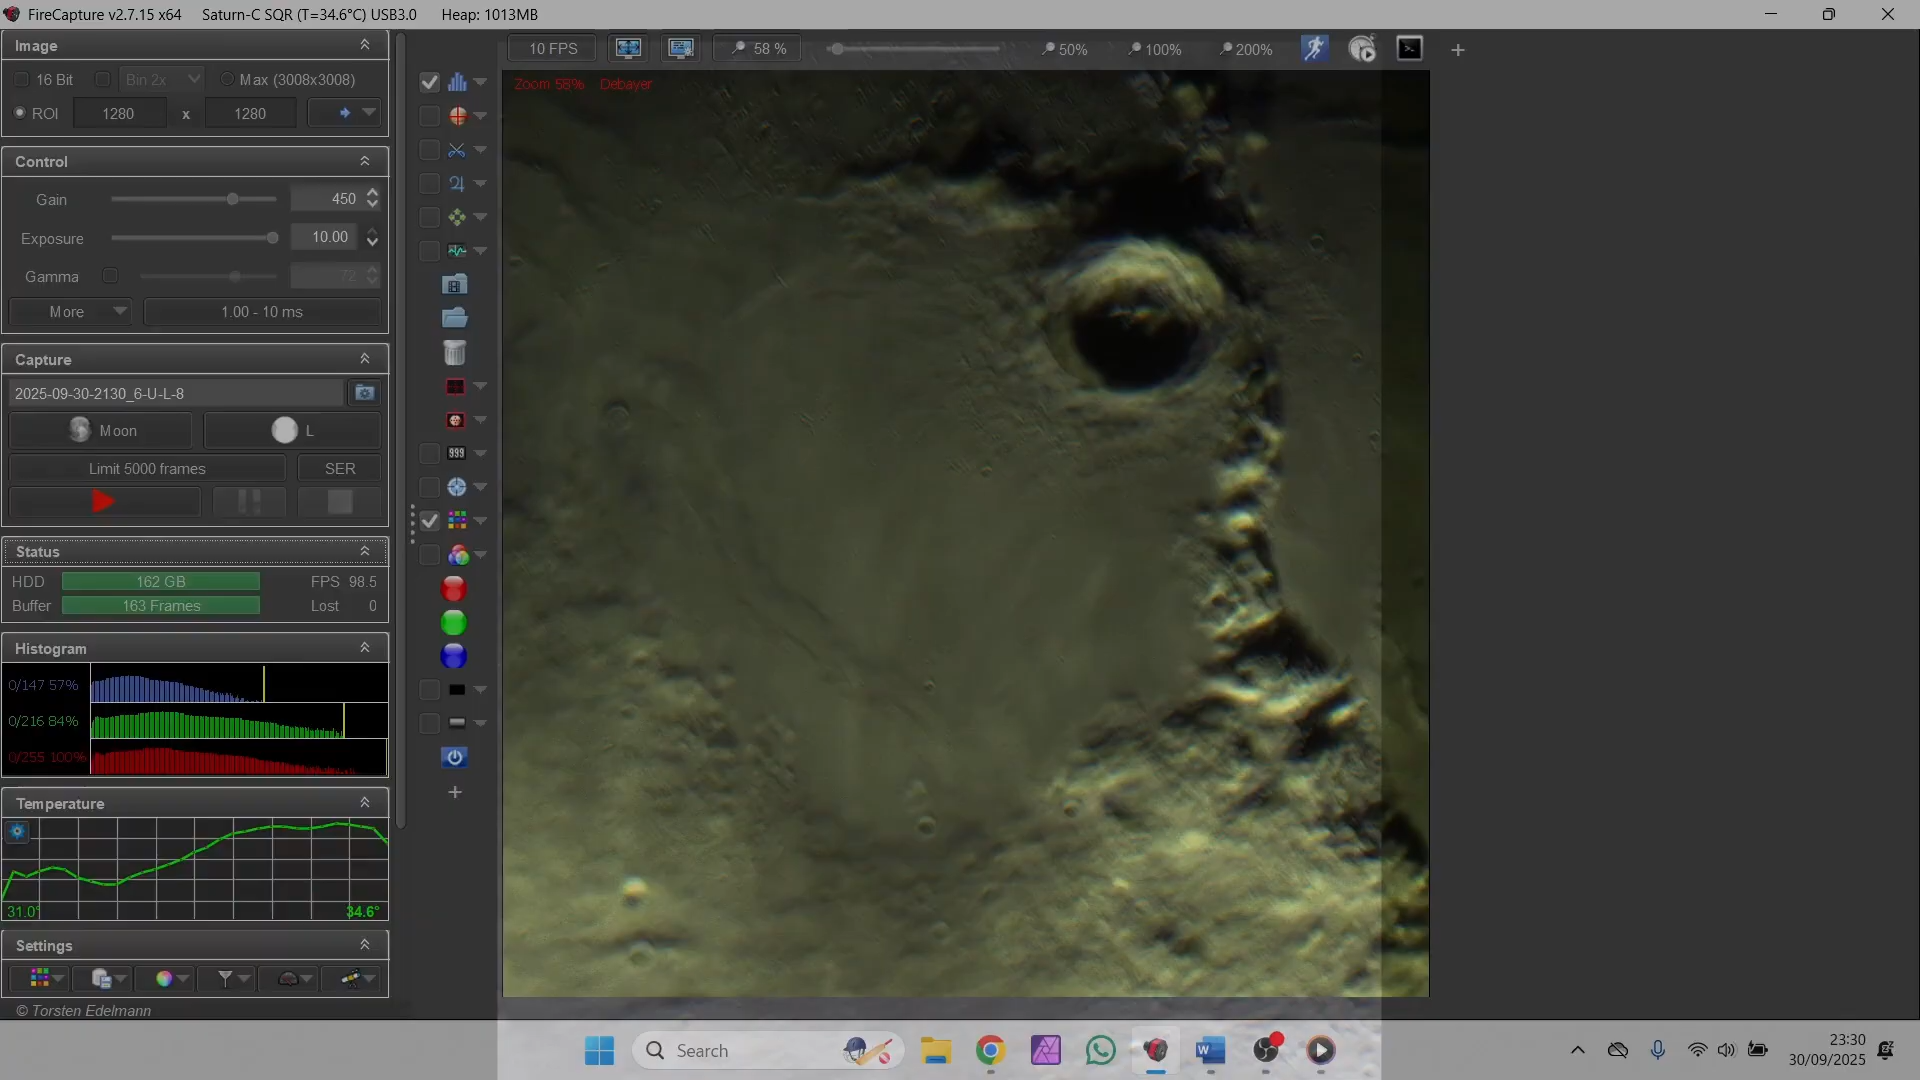 FireCapture v2.7.15 x64 Saturn-C SQR (T=34.6°C) USB3.0 Heap: 1013MB
Image
16 Bit Bin 2x Max (3008x3008)
ROI 1280 x 1280
Control
Gain 450
Exposure 10.00
Gamma 72
More 1.00 - 10 ms
Capture
2025-09-30-2130_6-U-L-8
Moon L
Limit 5000 frames SER
Status
HDD 162 GB FPS 98.5
Buffer 163 Frames Lost 0
Histogram
0/147 57%
0/216 84%
0/255 100%
Temperature
31.0° 34.6°
Settings
© Torsten Edelmann
10 FPS 58 % 50% 100% 200%
Zoom 58% Debayer
999
Search
23:30
30/09/2025